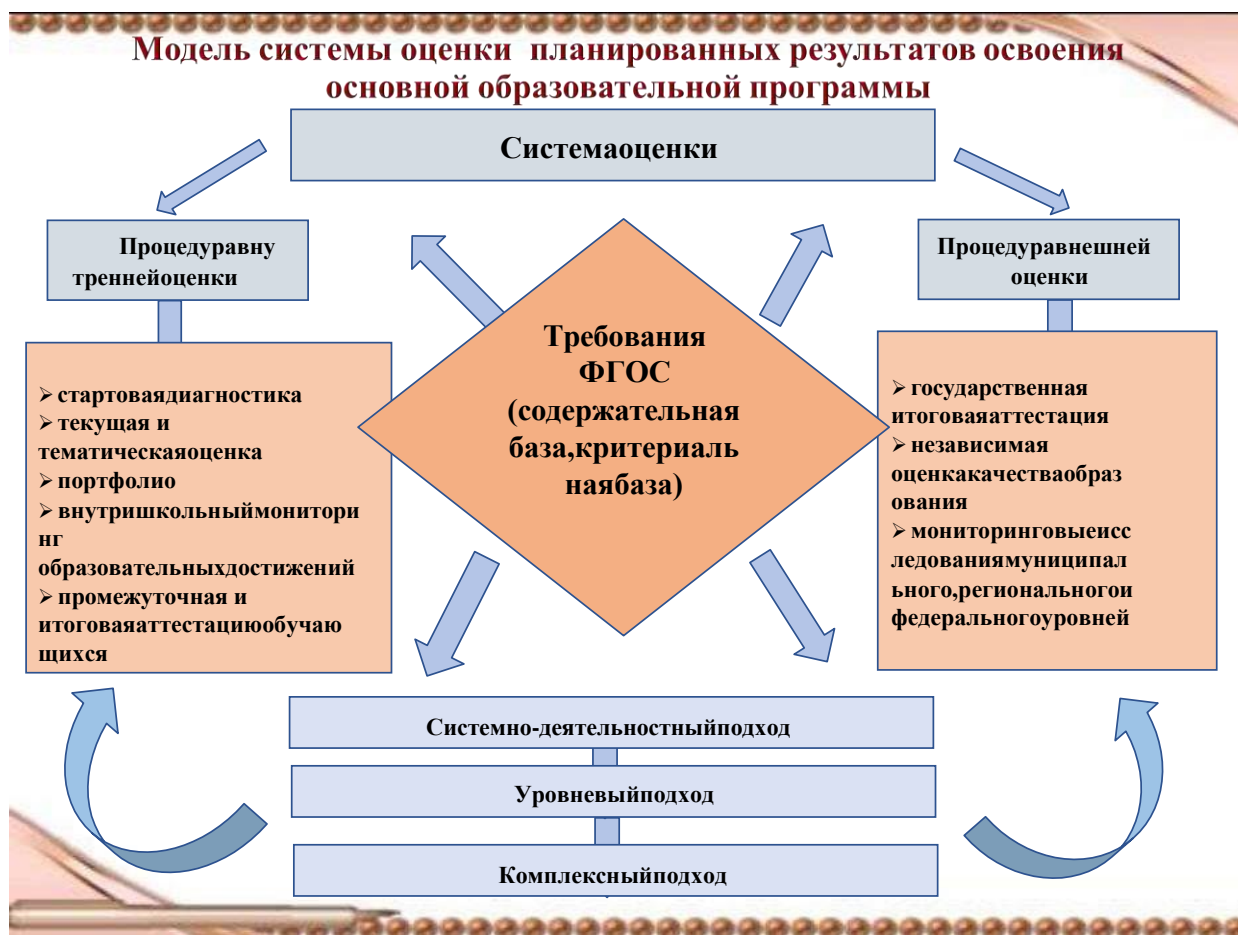 Модель системы оценки планированных результатов освоения
основной образовательной программы
Системаоценки
Процедуравну
треннейоценки
Процедуравнешней
оценки
Требования
ФГОС
(содержательная
база,критериаль
наябаза)
➢ стартоваядиагностика
➢ текущая и
тематическаяоценка
➢ портфолио
➢ внутришкольныймонитори
нг
образовательныхдостижений
➢ промежуточная и
итоговаяаттестациюобучаю
щихся
➢ государственная
итоговаяаттестация
➢ независимая
оценкакачестваобраз
ования
➢ мониторинговыеисс
ледованиямуниципал
ьного,региональногои
федеральногоуровней
Системно-деятельностныйподход
Уровневыйподход
Комплексныйподход